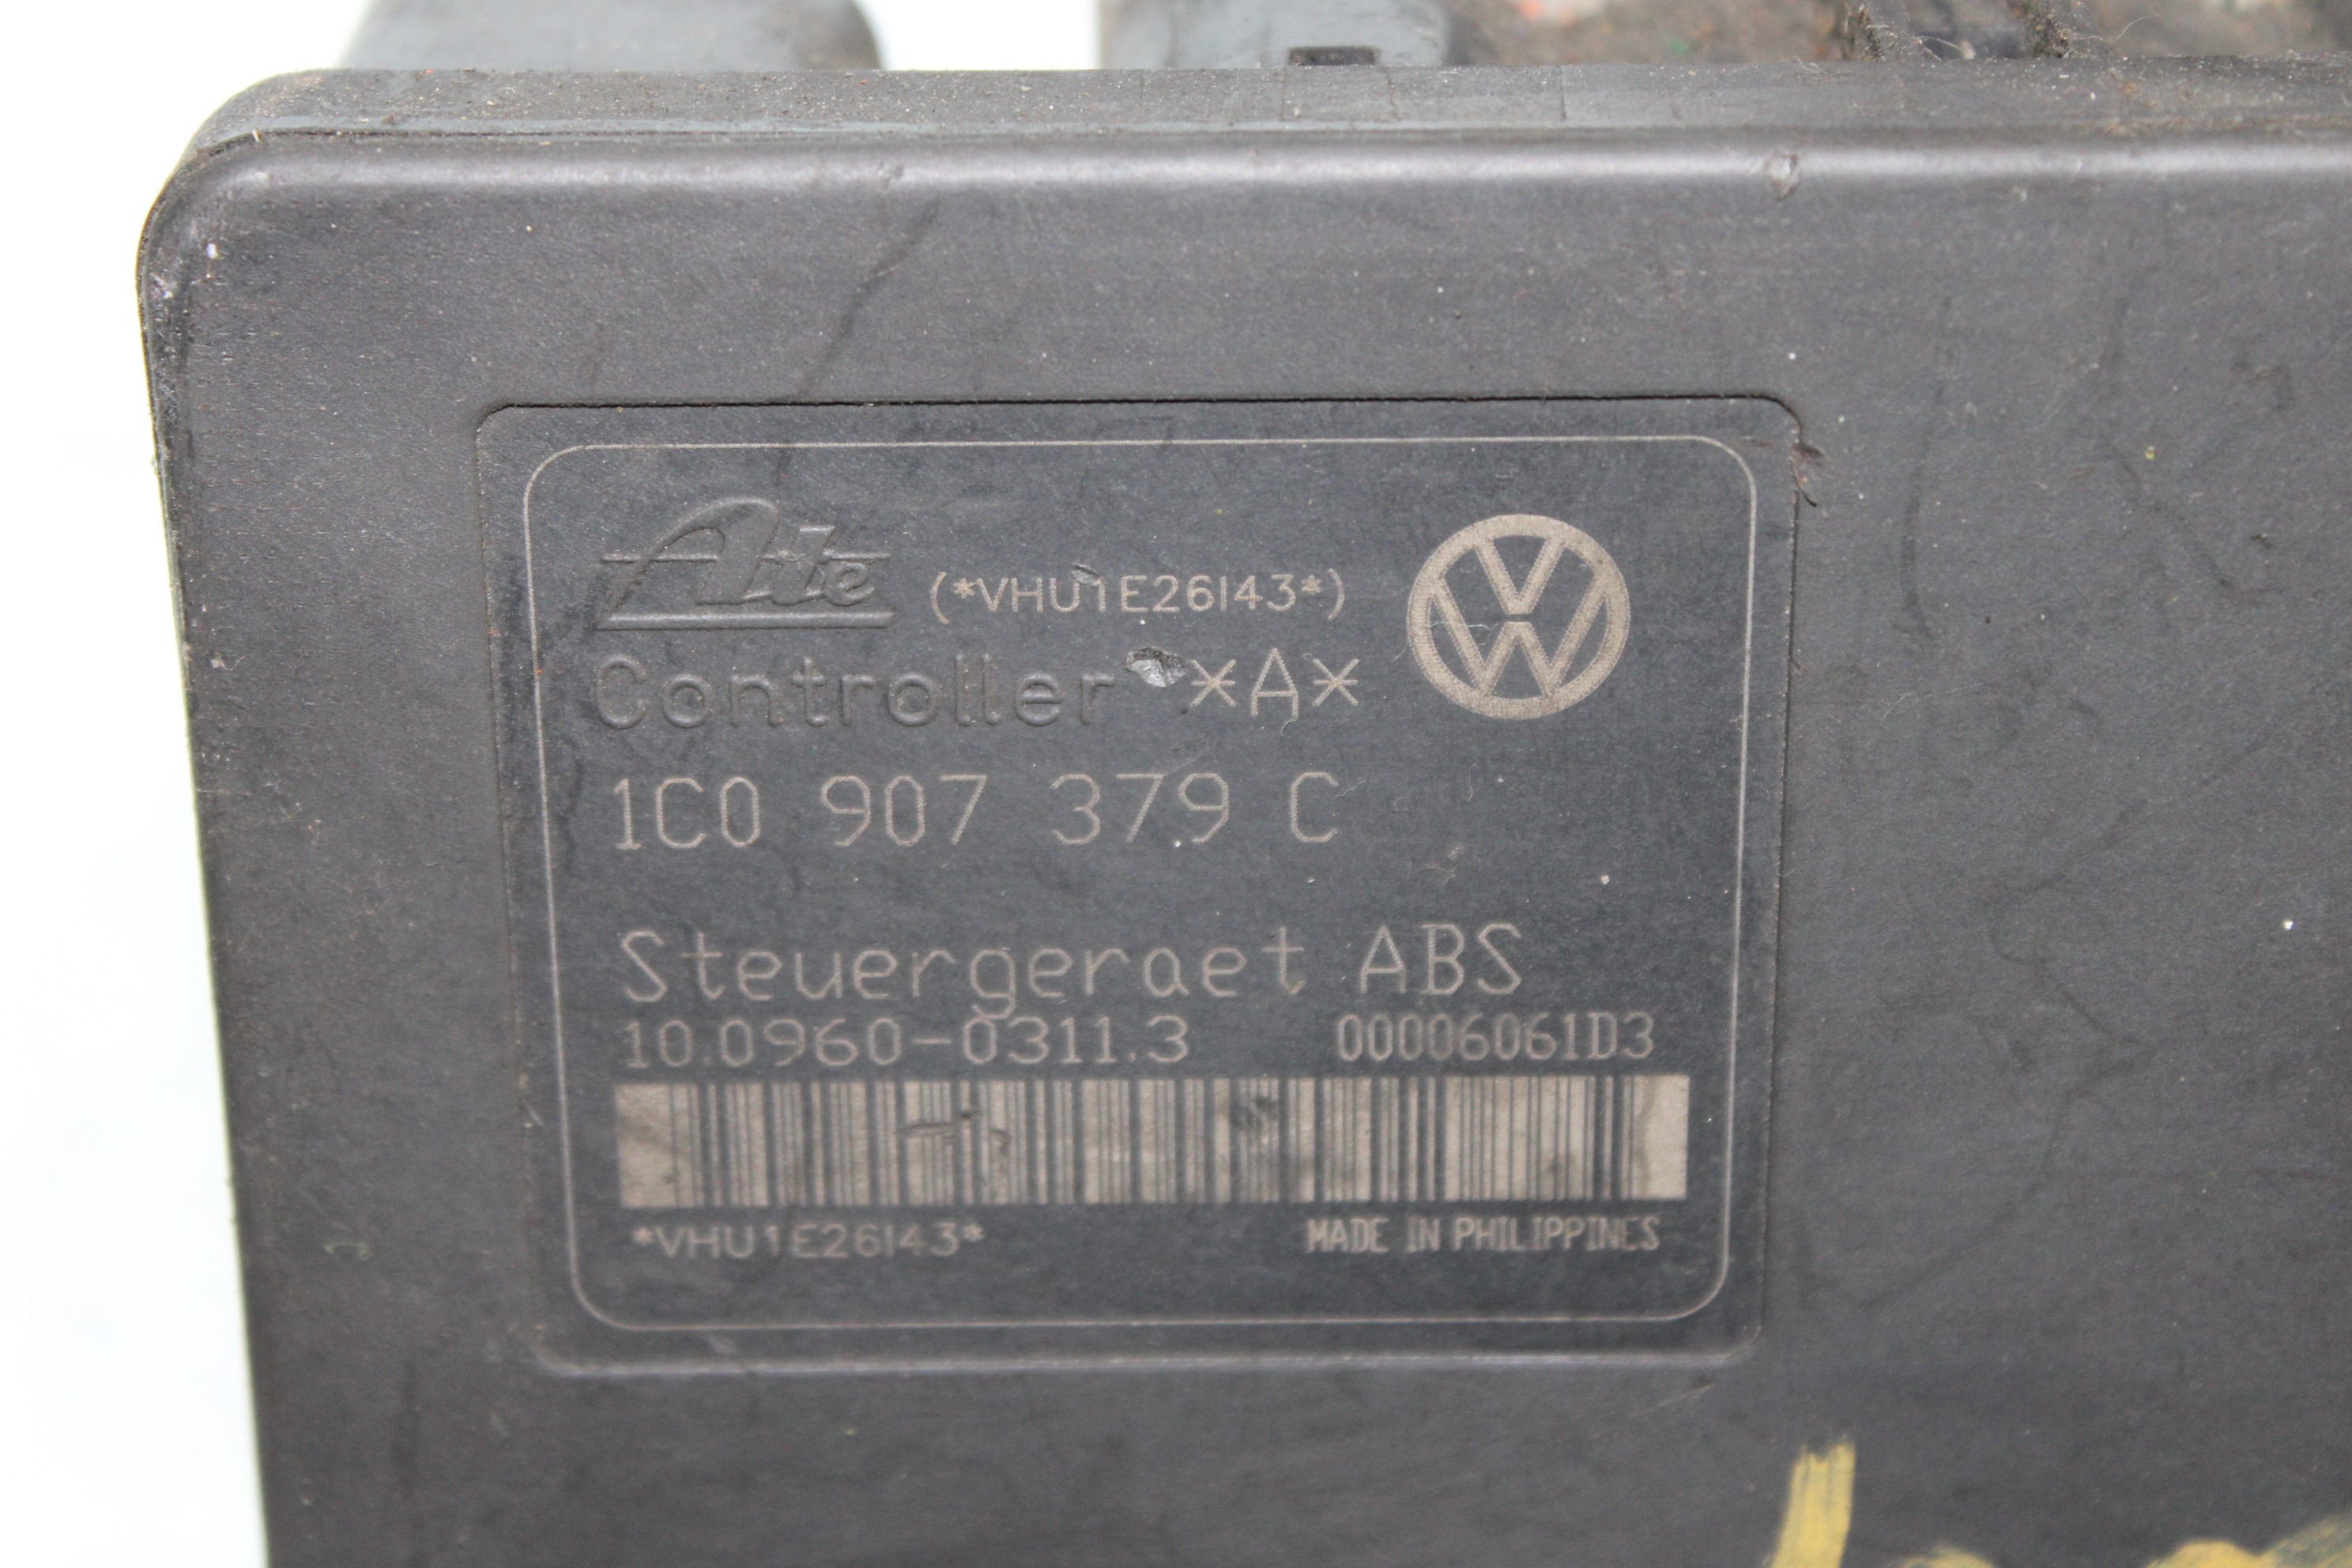 Ate (*VHU1E26143*)
Controller *A*
1C0 907 379 C
Steuergeraet ABS
10.0960-0311.3 00006061D3
*VHU1E26143* MADE IN PHILIPPINES